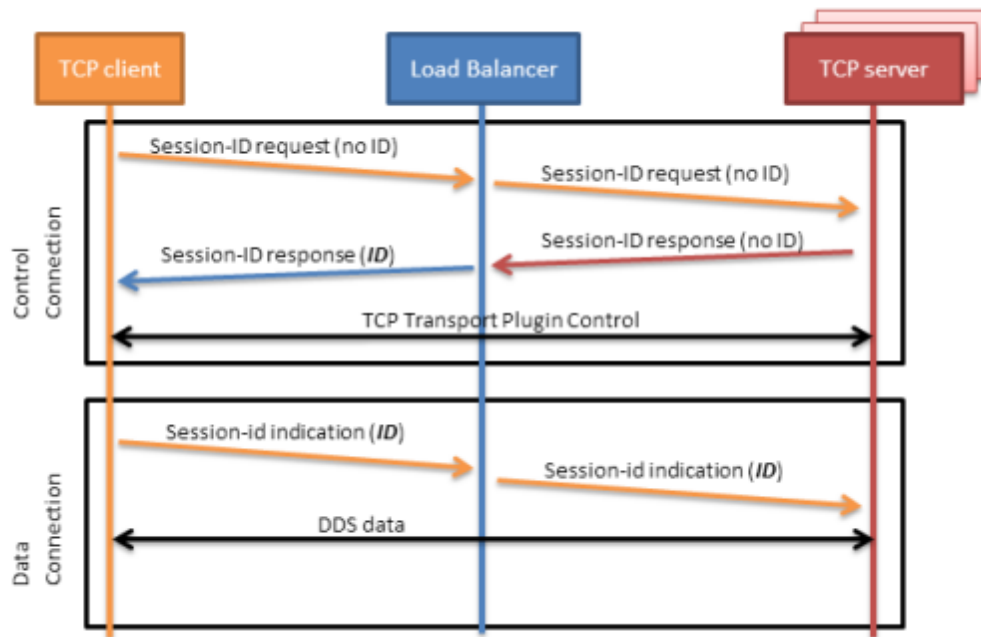 TCP client
Load Balancer
TCP server
Control
Connection
Session-ID request (no ID)
Session-ID request (no ID)
Session-ID response (no ID)
Session-ID response (ID)
TCP Transport Plugin Control
Data
Connection
Session-id indication (ID)
Session-id indication (ID)
DDS data